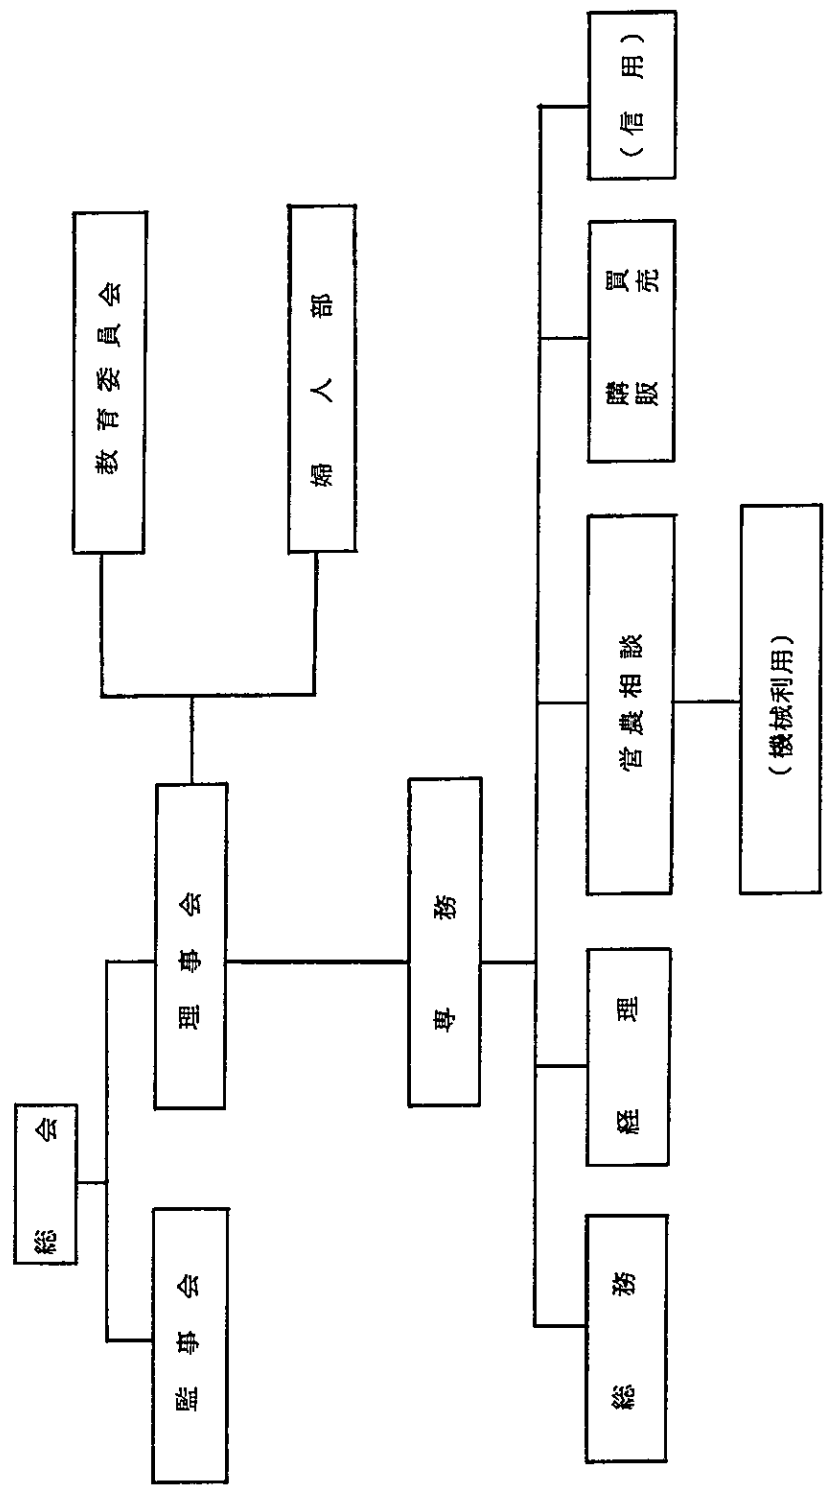 総会
監事会
理事会
教育委員会
婦人部
専務
総務
経理
営農相談
購買
販売
(信用)
(機械利用)